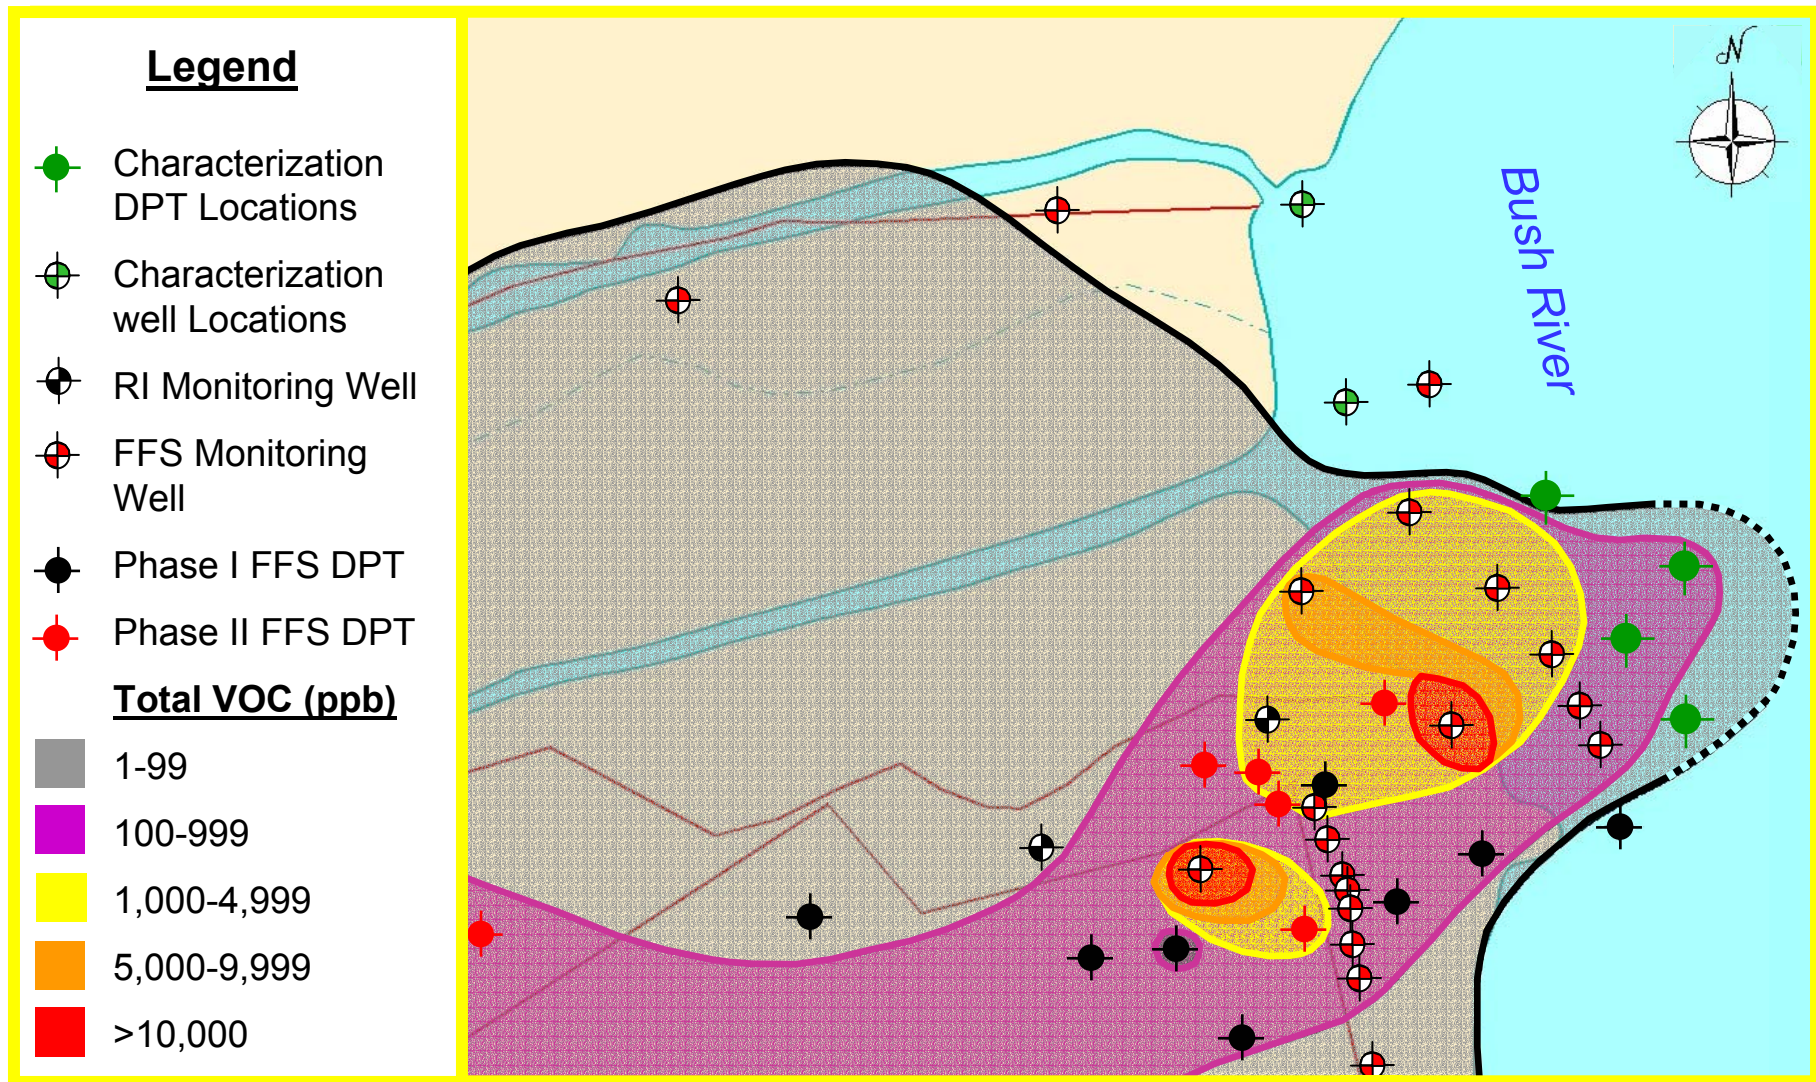 Legend
Characterization
DPT Locations
Characterization
well Locations
RI Monitoring Well
FFS Monitoring
Well
Phase I FFS DPT
Phase II FFS DPT
Total VOC (ppb)
1-99
100-999
1,000-4,999
5,000-9,999
>10,000
N
Bush River